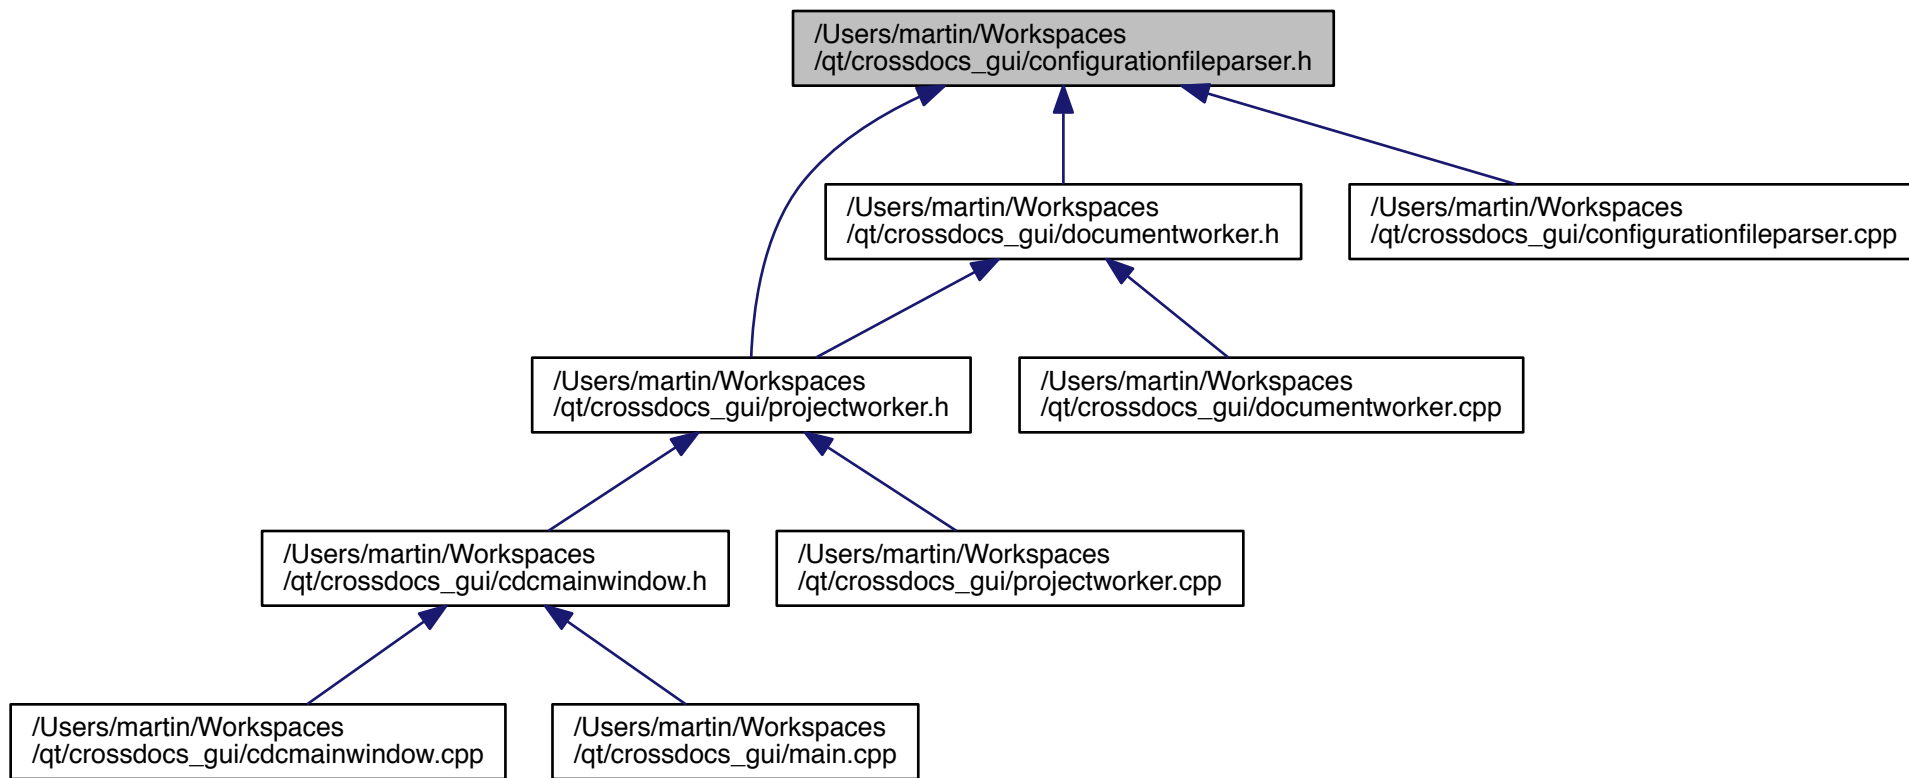 /Users/martin/Workspaces
/qt/crossdocs_gui/configurationfileparser.h
/Users/martin/Workspaces
/qt/crossdocs_gui/documentworker.h
/Users/martin/Workspaces
/qt/crossdocs_gui/configurationfileparser.cpp
/Users/martin/Workspaces
/qt/crossdocs_gui/projectworker.h
/Users/martin/Workspaces
/qt/crossdocs_gui/documentworker.cpp
/Users/martin/Workspaces
/qt/crossdocs_gui/cdcmainwindow.h
/Users/martin/Workspaces
/qt/crossdocs_gui/projectworker.cpp
/Users/martin/Workspaces
/qt/crossdocs_gui/cdcmainwindow.cpp
/Users/martin/Workspaces
/qt/crossdocs_gui/main.cpp